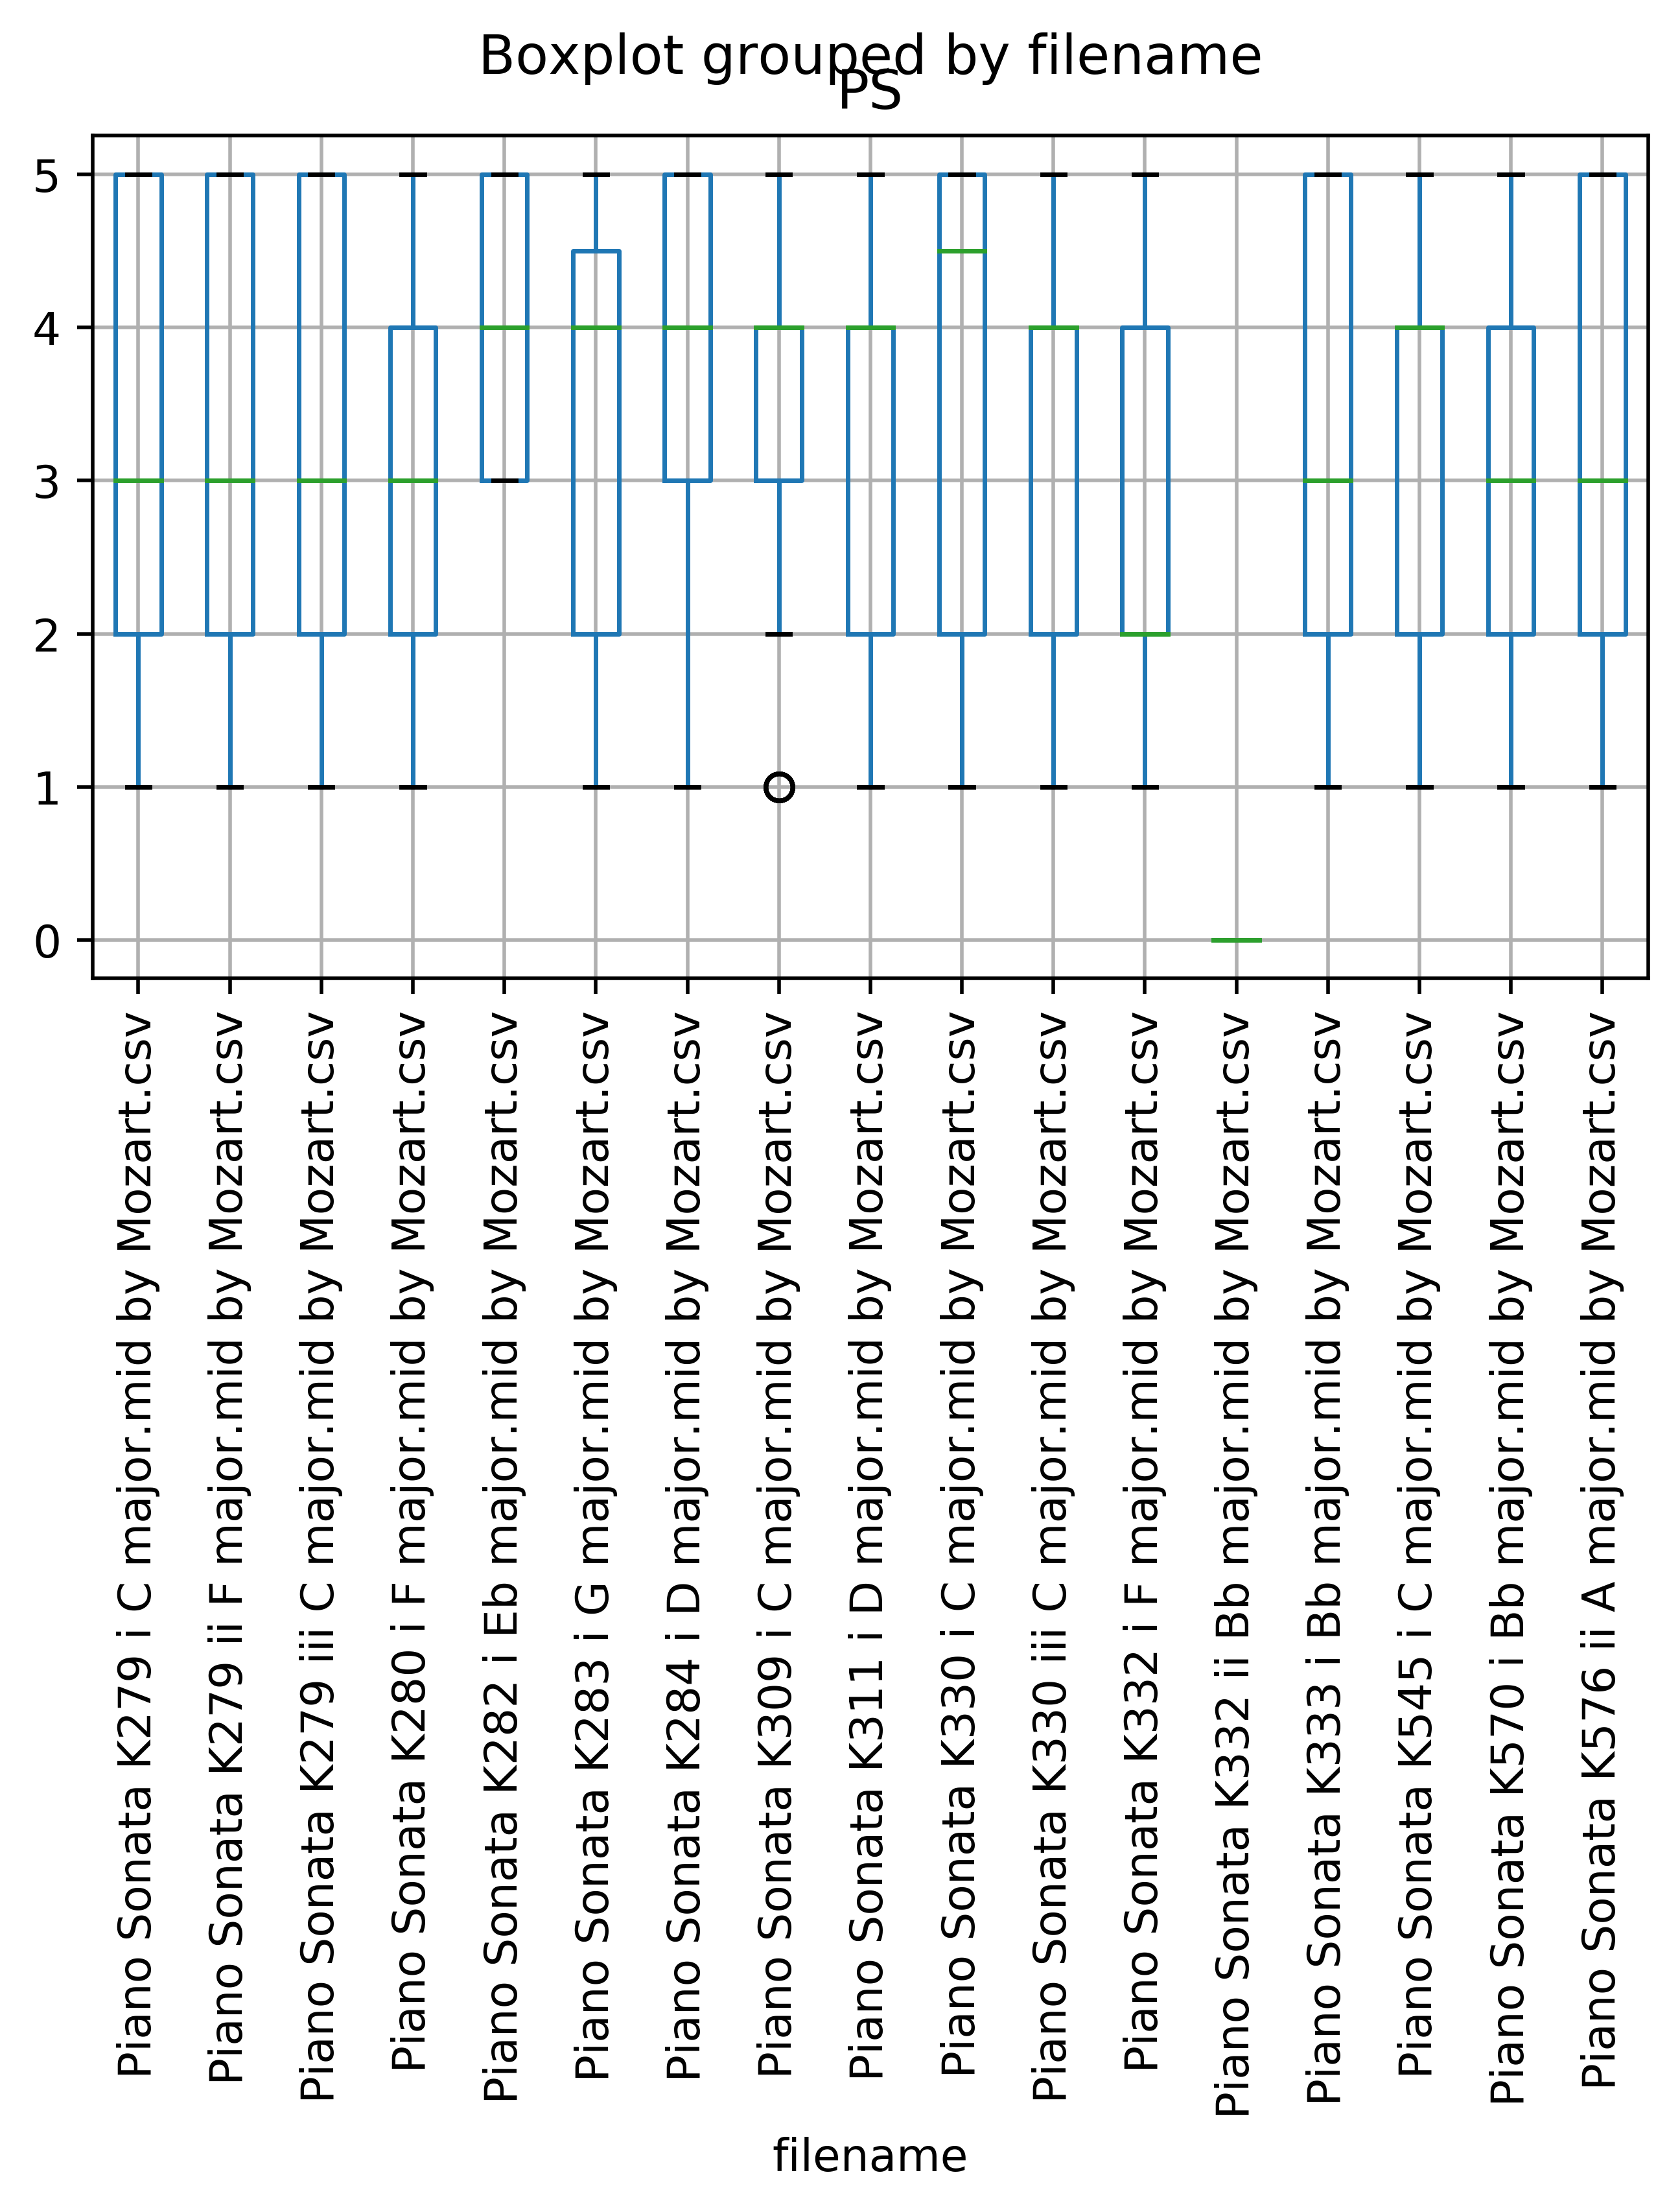 Boxplot grouped by filename
PS
5
4
3
2
1
0
Piano Sonata K279 i C major.mid by Mozart.csv
Piano Sonata K279 ii F major.mid by Mozart.csv
Piano Sonata K279 iii C major.mid by Mozart.csv
Piano Sonata K280 i F major.mid by Mozart.csv
Piano Sonata K282 i Eb major.mid by Mozart.csv
Piano Sonata K283 i G major.mid by Mozart.csv
Piano Sonata K284 i D major.mid by Mozart.csv
Piano Sonata K309 i C major.mid by Mozart.csv
Piano Sonata K311 i D major.mid by Mozart.csv
Piano Sonata K330 i C major.mid by Mozart.csv
Piano Sonata K330 iii C major.mid by Mozart.csv
Piano Sonata K332 i F major.mid by Mozart.csv
Piano Sonata K332 ii Bb major.mid by Mozart.csv
Piano Sonata K333 i Bb major.mid by Mozart.csv
Piano Sonata K545 i C major.mid by Mozart.csv
Piano Sonata K570 i Bb major.mid by Mozart.csv
Piano Sonata K576 ii A major.mid by Mozart.csv
filename